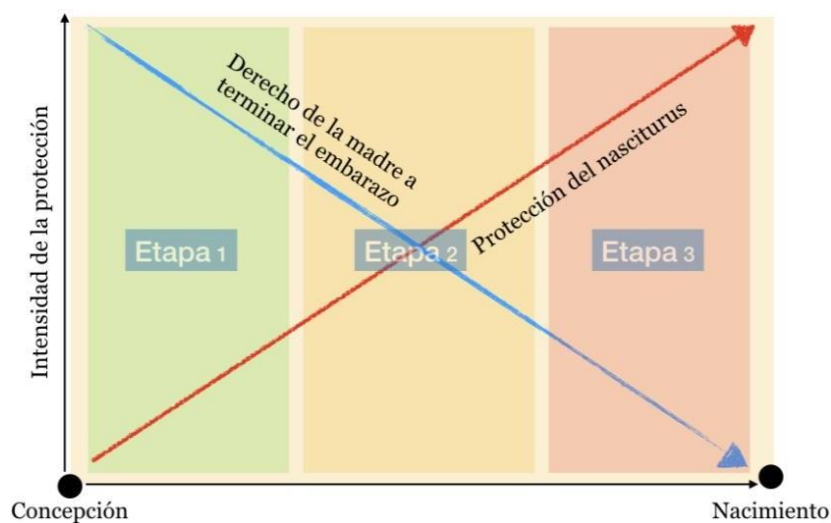 Intensidad de la protección
Derecho de la madre a
terminar el embarazo
Protección del nasciturus
Etapa 1
Etapa 2
Etapa 3
Concepción
Nacimiento